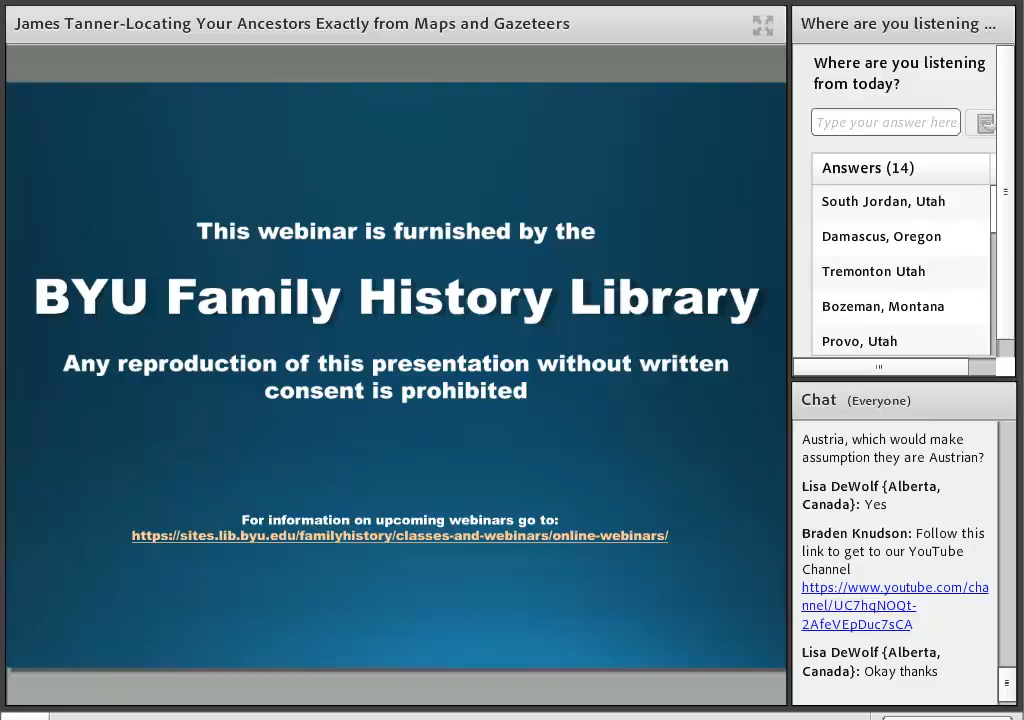 James Tanner-Locating Your Ancestors Exactly from Maps and Gazeteers
This webinar is furnished by the
BYU Family History Library
Any reproduction of this presentation without written
consent is prohibited
For information on upcoming webinars go to:
https://sites.lib.byu.edu/familyhistory/classes-and-webinars/online-webinars/
Where are you listening ...
Where are you listening
from today?
Type your answer here
Answers (14)
South Jordan, Utah
Damascus, Oregon
Tremonton Utah
Bozeman, Montana
Provo, Utah
Chat (Everyone)
Austria, which would make
assumption they are Austrian?
Lisa DeWolf {Alberta,
Canada}: Yes
Braden Knudson: Follow this
link to get to our YouTube
Channel
https://www.youtube.com/cha
nnel/UC7hqNOQt-
2AfeVEpDuc7sCA
Lisa DeWolf {Alberta,
Canada}: Okay thanks